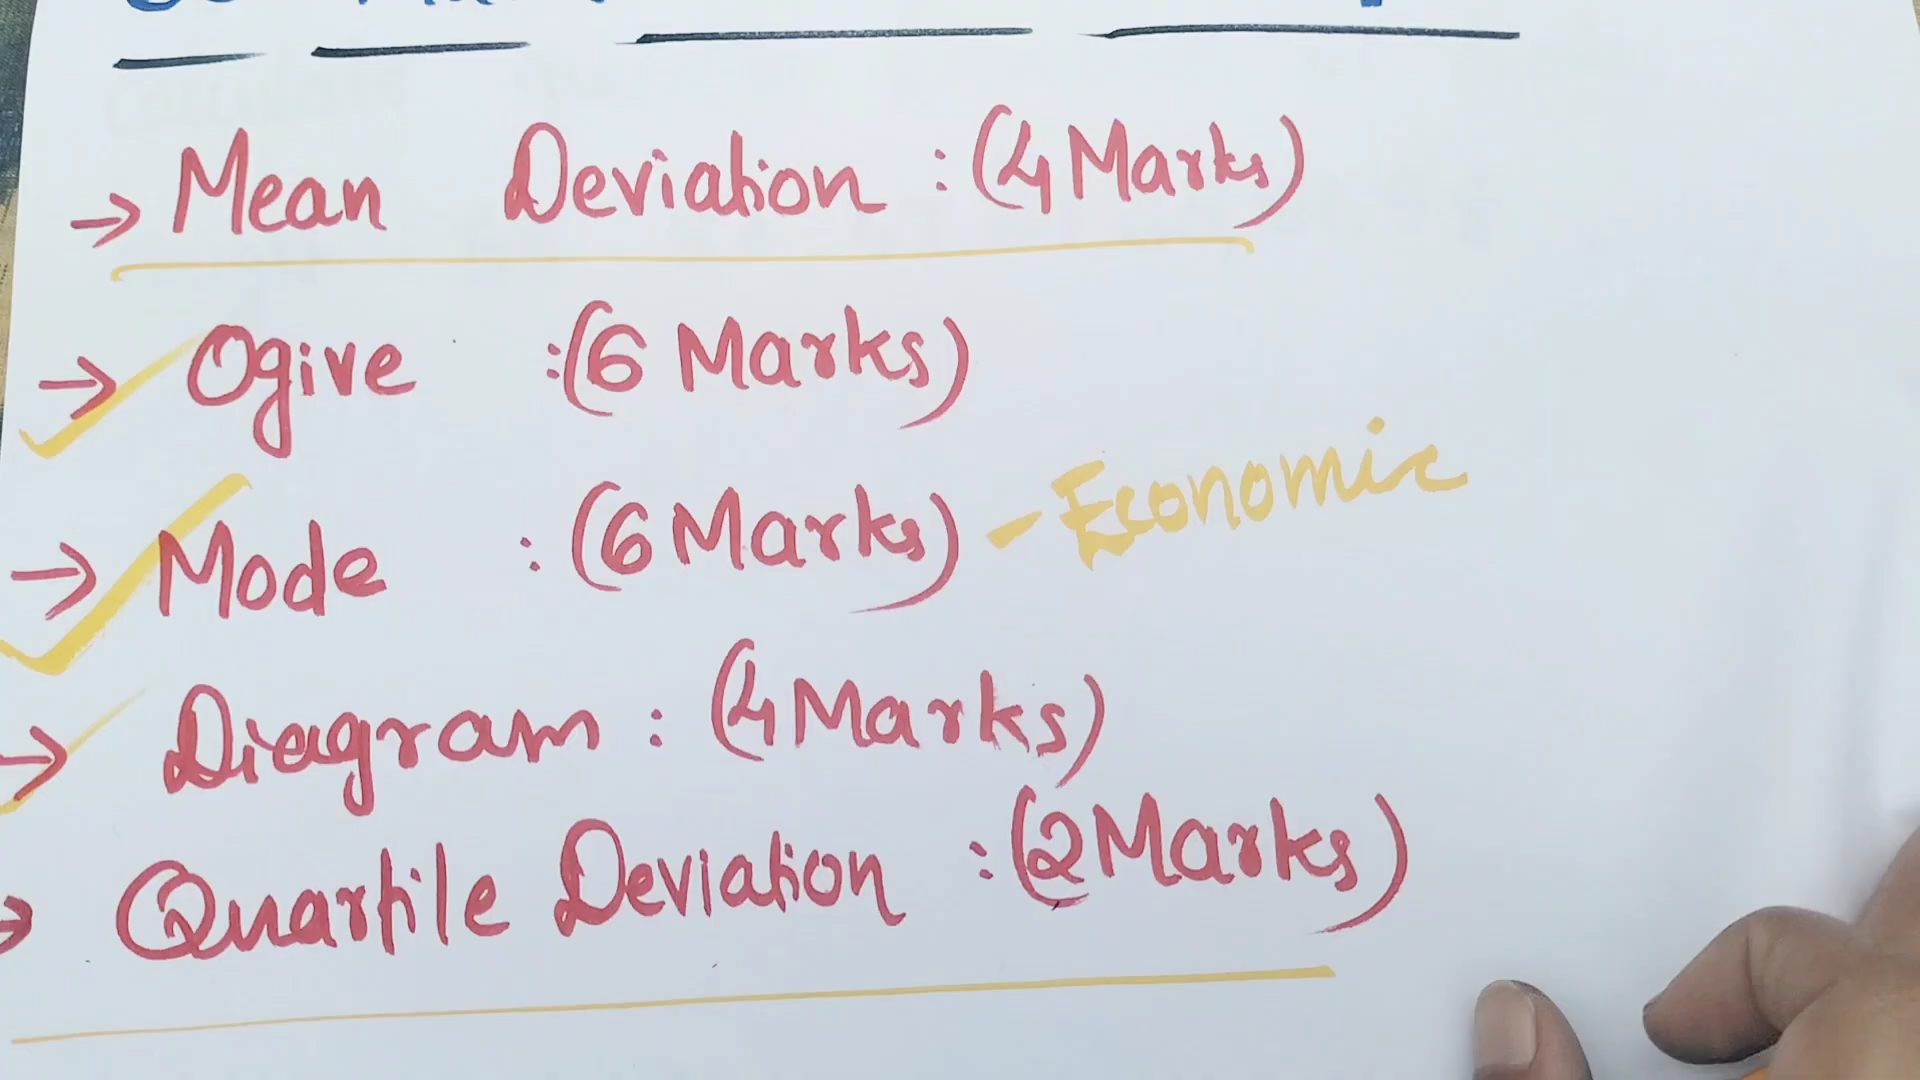 → Mean Deviation : (4 Marks)
→ Ogive : (6 Marks)
→ Mode : (6 Marks) - Economic
→ Diagram : (4 Marks)
→ Quartile Deviation : (2 Marks)